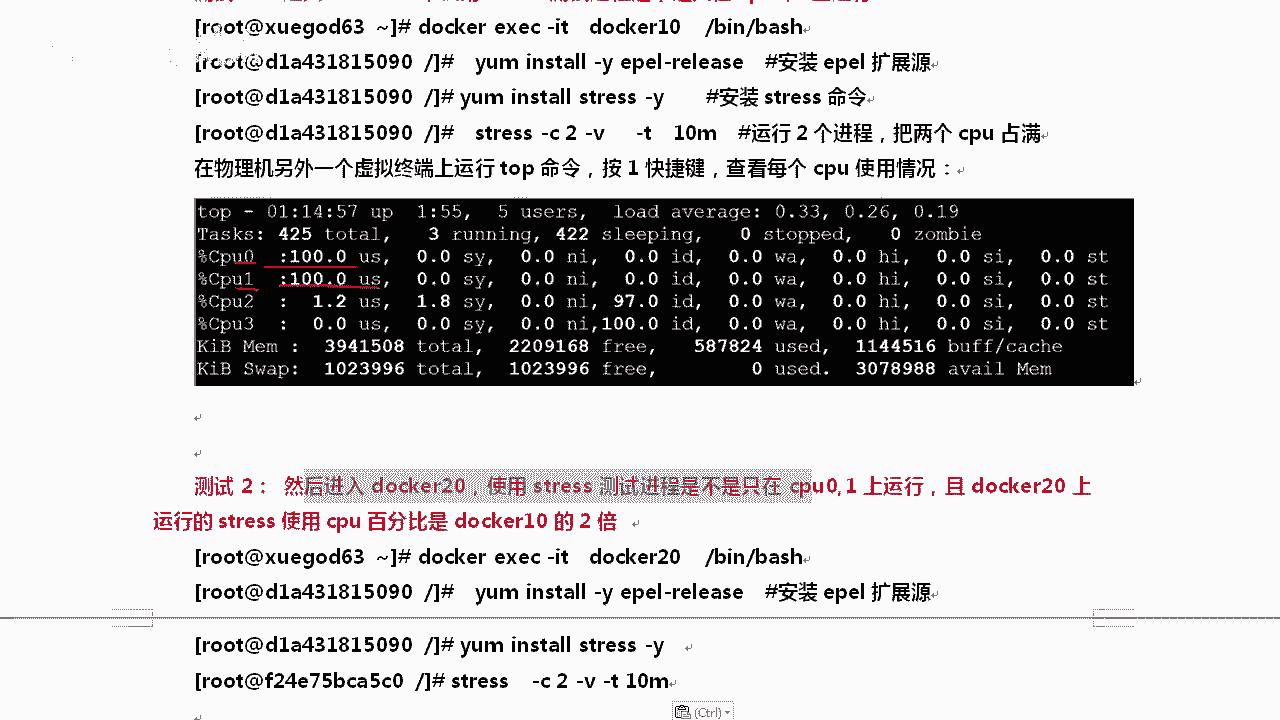 [root@xuegod63 ~]# docker exec -it docker10 /bin/bash
[root@d1a431815090 /]# yum install -y epel-release #安装 epel 扩展源
[root@d1a431815090 /]# yum install stress -y #安装 stress 命令
[root@d1a431815090 /]# stress -c 2 -v -t 10m #运行 2 个进程，把两个 cpu 占满
在物理机另外一个虚拟终端上运行 top 命令，按 1 快捷键，查看每个 cpu 使用情况：
top - 01:14:57 up 1:55, 5 users, load average: 0.33, 0.26, 0.19
Tasks: 425 total, 3 running, 422 sleeping, 0 stopped, 0 zombie
%Cpu0 :100.0 us, 0.0 sy, 0.0 ni, 0.0 id, 0.0 wa, 0.0 hi, 0.0 si, 0.0 st
%Cpu1 :100.0 us, 0.0 sy, 0.0 ni, 0.0 id, 0.0 wa, 0.0 hi, 0.0 si, 0.0 st
%Cpu2 : 1.2 us, 1.8 sy, 0.0 ni, 97.0 id, 0.0 wa, 0.0 hi, 0.0 si, 0.0 st
%Cpu3 : 0.0 us, 0.0 sy, 0.0 ni,100.0 id, 0.0 wa, 0.0 hi, 0.0 si, 0.0 st
KiB Mem : 3941508 total, 2209168 free, 587824 used, 1144516 buff/cache
KiB Swap: 1023996 total, 1023996 free, 0 used. 3078988 avail Mem
测试 2： 然后进入 docker20，使用 stress 测试进程是不是只在 cpu0,1 上运行，且 docker20 上
运行的 stress 使用 cpu 百分比是 docker10 的 2 倍
[root@xuegod63 ~]# docker exec -it docker20 /bin/bash
[root@d1a431815090 /]# yum install -y epel-release #安装 epel 扩展源
[root@d1a431815090 /]# yum install stress -y
[root@f24e75bca5c0 /]# stress -c 2 -v -t 10m
(Ctrl)